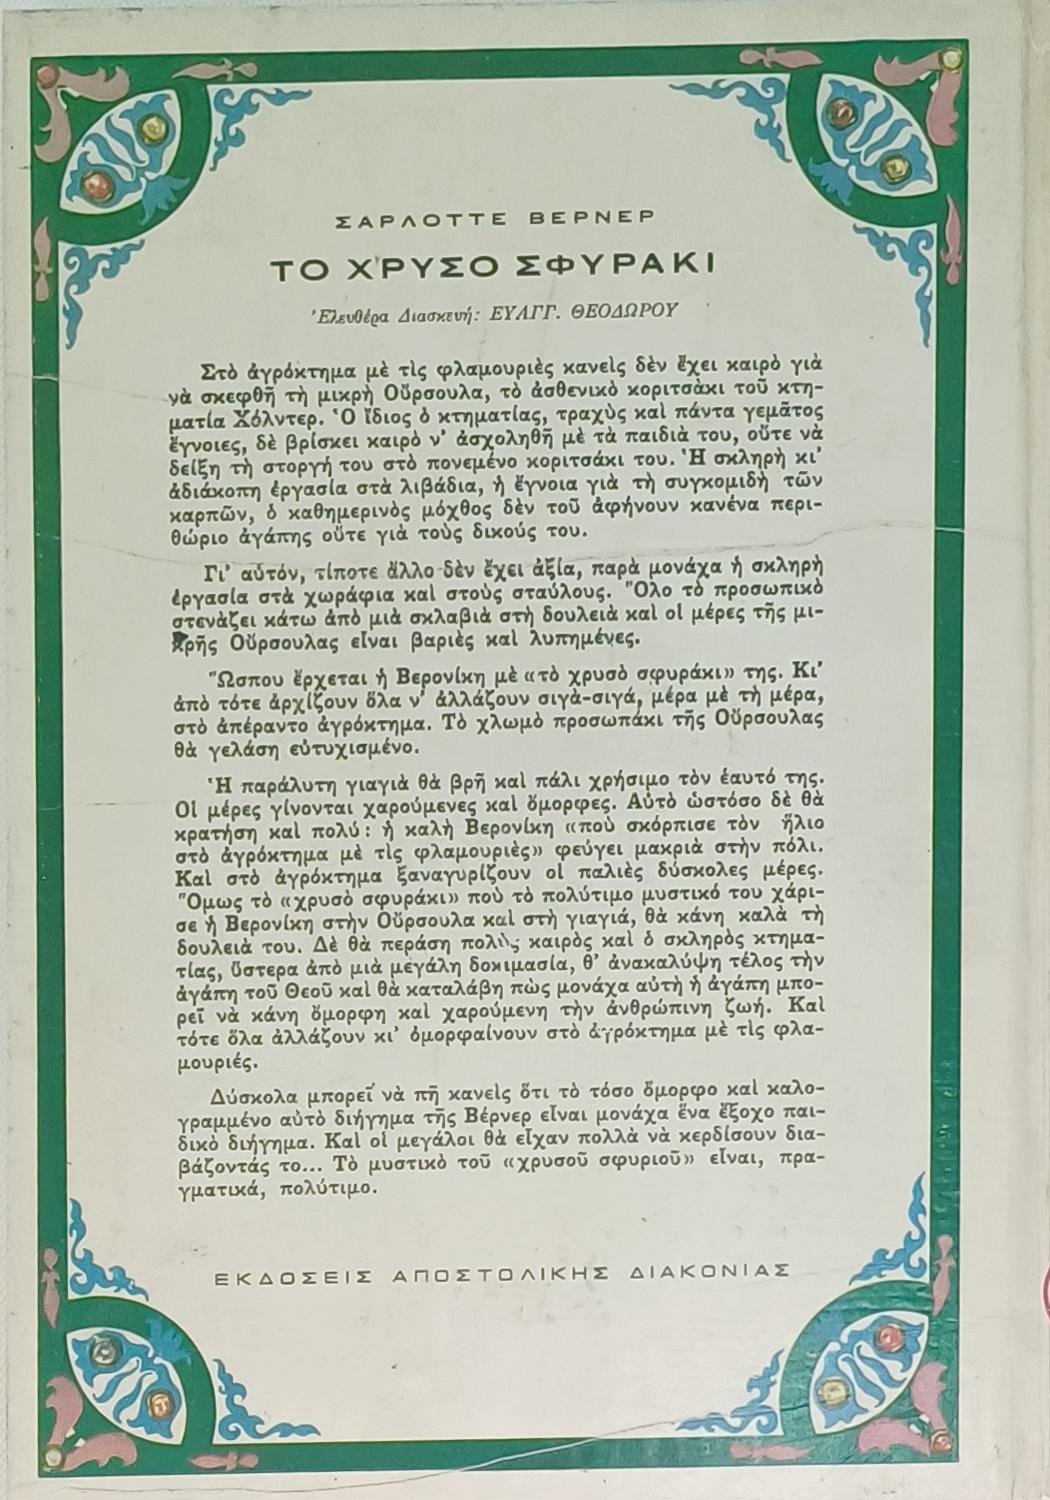 ΣΑΡΛΟΤΤΕ ΒΕΡΝΕΡ
ΤΟ ΧΡΥΣΟ ΣΦΥΡΑΚΙ
Ἐλευθέρα Διασκευή: ΕΥΑΓΓ. ΘΕΟΔΩΡΟΥ
Στὸ ἀγρόκτημα μὲ τὶς φλαμουριὲς κανεὶς δὲν ἔχει καιρὸ γιὰ
νὰ σκεφθῆ τὴ μικρὴ Οὔρσουλα, τὸ ἀσθενικὸ κοριτσάκι τοῦ κτη-
ματία Χόλντερ. Ὁ ἴδιος ὁ κτηματίας, τραχὺς καὶ πάντα γεμᾶτος
ἔγνοιες, δὲ βρίσκει καιρὸ ν' ἀσχοληθῆ μὲ τὰ παιδιὰ του, οὔτε νὰ
δείξη τὴ στοργή του στὸ πονεμένο κοριτσάκι του. Ἡ σκληρὴ κι'
ἀδιάκοπη ἐργασία στὰ λιβάδια, ἡ ἔγνοια γιὰ τὴ συγκομιδὴ τῶν
καρπῶν, ὁ καθημερινὸς μόχθος δὲν τοῦ ἀφήνουν κανένα περι-
θώριο ἀγάπης οὔτε γιὰ τοὺς δικούς του.
Γι' αὐτόν, τίποτε ἄλλο δὲν ἔχει ἀξία, παρὰ μονάχα ἡ σκληρὴ
ἐργασία στὰ χωράφια καὶ στοὺς σταύλους. Ὅλο τὸ προσωπικὸ
στενάζει κάτω ἀπὸ μιὰ σκλαβιὰ στὴ δουλειὰ καὶ οἱ μέρες τῆς μι-
κρῆς Οὔρσουλας εἶναι βαριὲς καὶ λυπημένες.
Ὥσπου ἔρχεται ἡ Βερονίκη μὲ «τὸ χρυσὸ σφυράκι» της. Κι'
ἀπὸ τότε ἀρχίζουν ὅλα ν' ἀλλάζουν σιγὰ-σιγά, μέρα μὲ τὴ μέρα,
στὸ ἀπέραντο ἀγρόκτημα. Τὸ χλωμὸ προσωπάκι τῆς Οὔρσουλας
θὰ γελάση εὐτυχισμένο.
Ἡ παράλυτη γιαγιὰ θὰ βρῆ καὶ πάλι χρήσιμο τὸν ἑαυτό της.
Οἱ μέρες γίνονται χαρούμενες καὶ ὄμορφες. Αὐτὸ ὡστόσο δὲ θὰ
κρατήση καὶ πολύ: ἡ καλὴ Βερονίκη «ποὺ σκόρπισε τὸν ἥλιο
στὸ ἀγρόκτημα μὲ τὶς φλαμουριὲς» φεύγει μακριὰ στὴν πόλι.
Καὶ στὸ ἀγρόκτημα ξαναγυρίζουν οἱ παλιὲς δύσκολες μέρες.
Ὅμως τὸ «χρυσὸ σφυράκι» ποὺ τὸ πολύτιμο μυστικό του χάρι-
σε ἡ Βερονίκη στὴν Οὔρσουλα καὶ στὴ γιαγιά, θὰ κάνη καλὰ τὴ
δουλειὰ του. Δὲ θὰ περάση πολὺς καιρὸς καὶ ὁ σκληρὸς κτημα-
τίας, ὕστερα ἀπὸ μιὰ μεγάλη δοκιμασία, θ' ἀνακαλύψη τέλος τὴν
ἀγάπη τοῦ Θεοῦ καὶ θὰ καταλάβη πὼς μονάχα αὐτὴ ἡ ἀγάπη μπο-
ρεῖ νὰ κάνη ὄμορφη καὶ χαρούμενη τὴν ἀνθρώπινη ζωή. Καὶ
τότε ὅλα ἀλλάζουν κι' ὀμορφαίνουν στὸ ἀγρόκτημα μὲ τὶς φλα-
μουριές.
Δύσκολα μπορεῖ νὰ πῆ κανεὶς ὅτι τὸ τόσο ὄμορφο καὶ καλο-
γραμμένο αὐτὸ διήγημα τῆς Βέρνερ εἶναι μονάχα ἕνα ἔξοχο παι-
δικὸ διήγημα. Καὶ οἱ μεγάλοι θὰ εἶχαν πολλὰ νὰ κερδίσουν δια-
βάζοντάς το... Τὸ μυστικὸ τοῦ «χρυσοῦ σφυριοῦ» εἶναι, πρα-
γματικά, πολύτιμο.
ΕΚΔΟΣΕΙΣ ΑΠΟΣΤΟΛΙΚΗΣ ΔΙΑΚΟΝΙΑΣ